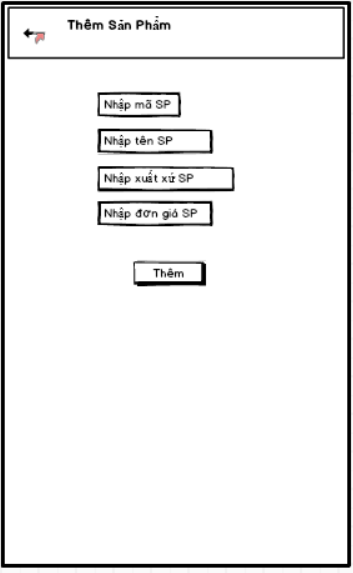 Thêm Sản Phẩm
Nhập mã SP
Nhập tên SP
Nhập xuất xứ SP
Nhập đơn giá SP
Thêm